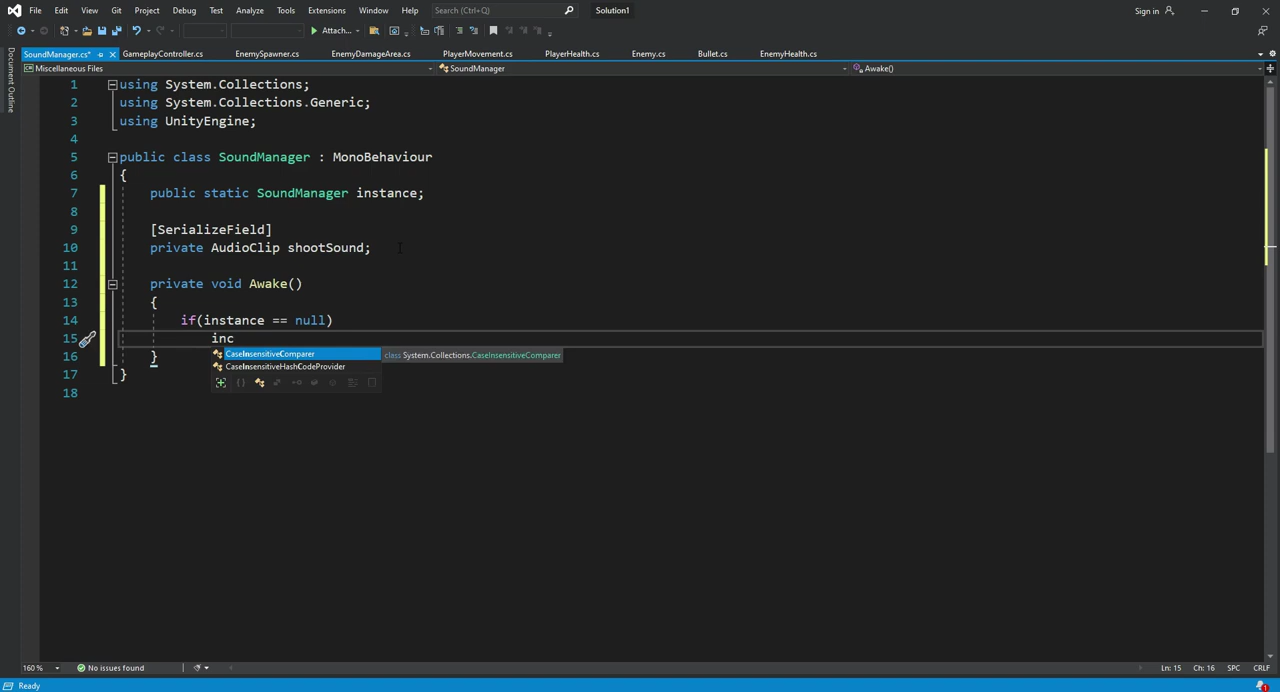 File Edit View Git Project Debug Test Analyze Tools Extensions Window Help Search (Ctrl+Q) Solution1 Sign in
Attach...
SoundManager.cs* GameplayController.cs EnemySpawner.cs EnemyDamageArea.cs PlayerMovement.cs PlayerHealth.cs Enemy.cs Bullet.cs EnemyHealth.cs
Document Outline
Miscellaneous Files SoundManager Awake()
1 using System.Collections;
2 using System.Collections.Generic;
3 using UnityEngine;
4
5 public class SoundManager : MonoBehaviour
6 {
7 public static SoundManager instance;
8
9 [SerializeField]
10 private AudioClip shootSound;
11
12 private void Awake()
13 {
14 if(instance == null)
15 inc
CaseInsensitiveComparer class System.Collections.CaseInsensitiveComparer
16 }
CaseInsensitiveHashCodeProvider
17 }
18
160 % No issues found Ln: 15 Ch: 16 SPC CRLF
Ready 1